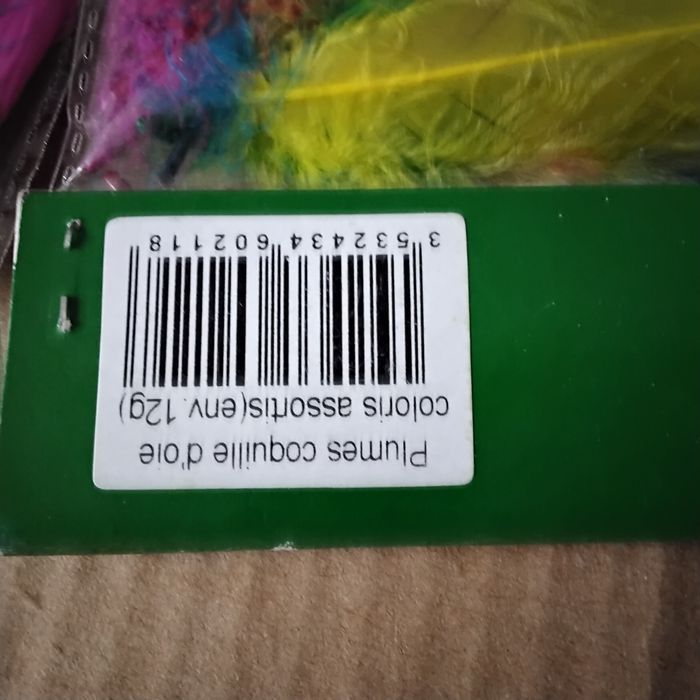 Plumes coquille d'oie
coloris assortis(env.12g)
3 532434 602118